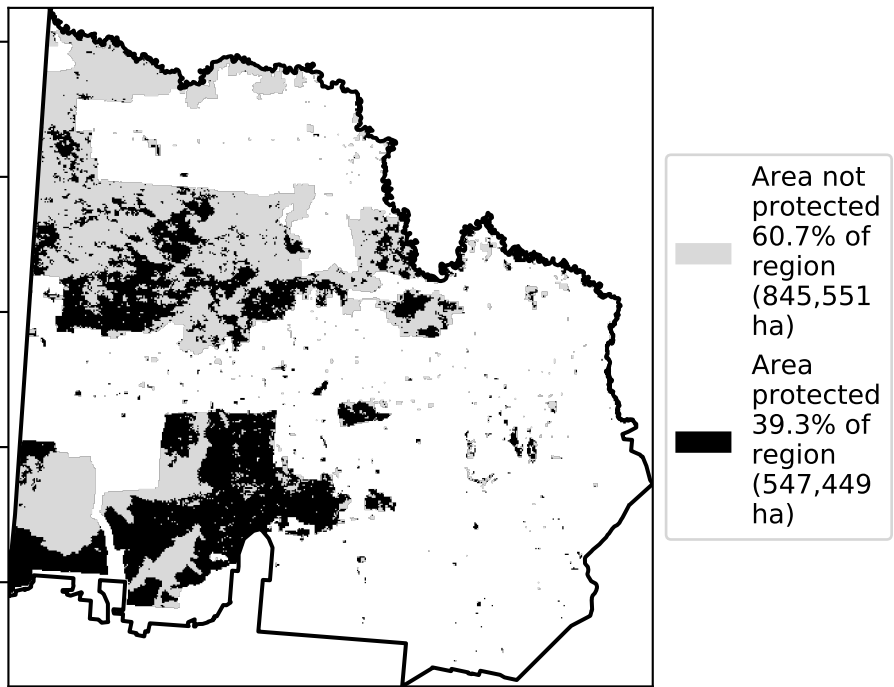 Area not
protected
60.7% of
region
(845,551
ha)
Area
protected
39.3% of
region
(547,449
ha)